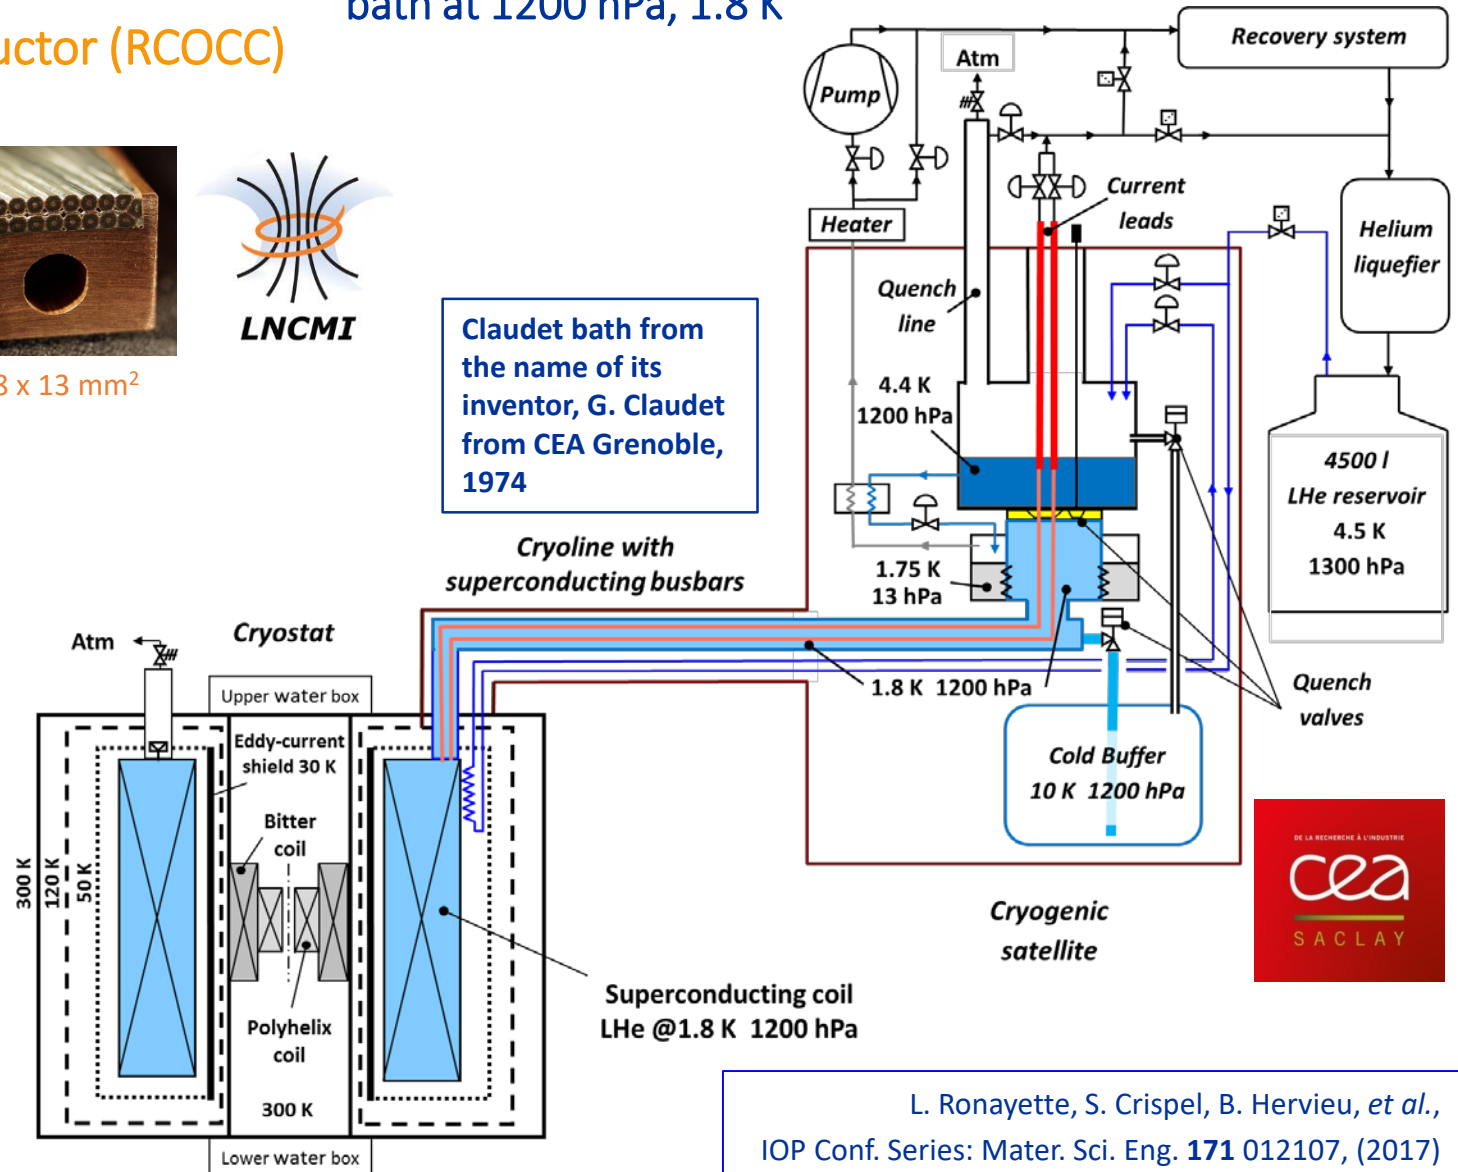 bath at 1200 hPa, 1.8 K
(RCOCC)
LNCMI
x 13 mm²
Claudet bath from
the name of its
inventor, G. Claudet
from CEA Grenoble,
1974
Pump
Atm
Recovery system
Heater
Current
leads
Helium
liquefier
Quench
line
4.4 K
1200 hPa
4500 l
LHe reservoir
4.5 K
1300 hPa
1.75 K
13 hPa
Cryoline with
superconducting busbars
1.8 K 1200 hPa
Quench
valves
Cold Buffer
10 K 1200 hPa
Cryogenic
satellite
DE LA RECHERCHE À L'INDUSTRIE
cea
SACLAY
Atm
Cryostat
Upper water box
Eddy-current
shield 30 K
Bitter
coil
300 K
120 K
50 K
Polyhelix
coil
300 K
Lower water box
Superconducting coil
LHe @1.8 K 1200 hPa
L. Ronayette, S. Crispel, B. Hervieu, et al.,
IOP Conf. Series: Mater. Sci. Eng. 171 012107, (2017)